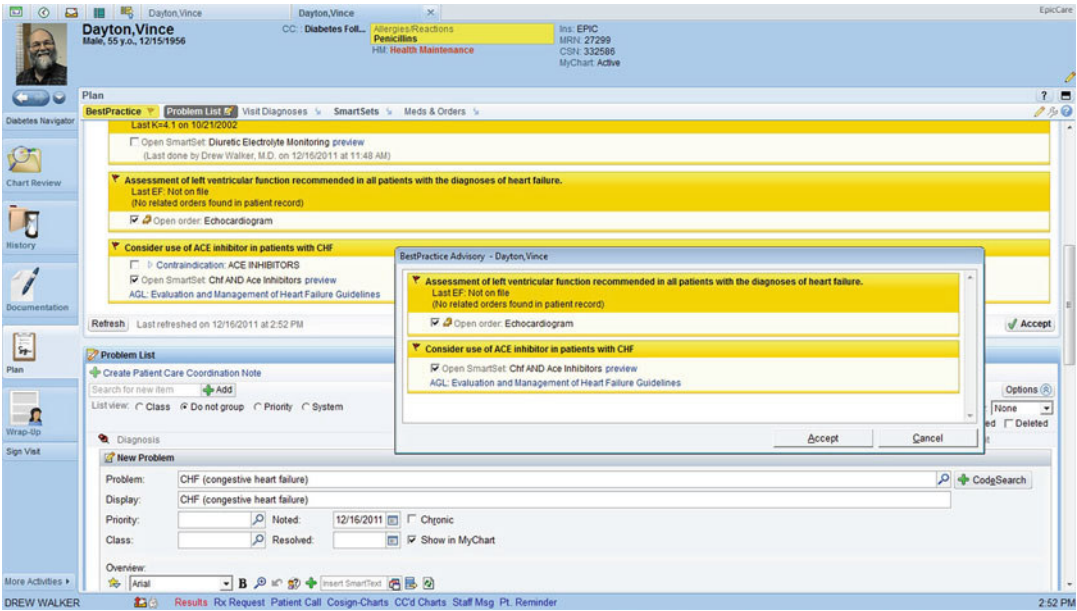 Dayton,Vince
Dayton,Vince
EpicCare
Dayton,Vince
Male, 55 y.o., 12/15/1956
CC: : Diabetes Foll...
Allergies/Reactions
Penicillins
HM: Health Maintenance
Ins: EPIC
MRN: 27299
CSN: 332586
MyChart: Active
Plan
BestPractice
Problem List
Visit Diagnoses
SmartSets
Meds & Orders
Diabetes Navigator
Chart Review
History
Documentation
Plan
Wrap-Up
Sign Visit
More Activities
Last K=4.1 on 10/21/2002
Open SmartSet: Diuretic Electrolyte Monitoring preview
(Last done by Drew Walker, M.D. on 12/16/2011 at 11:48 AM)
Assessment of left ventricular function recommended in all patients with the diagnoses of heart failure.
Last EF: Not on file
(No related orders found in patient record)
Open order: Echocardiogram
Consider use of ACE inhibitor in patients with CHF
Contraindication: ACE INHIBITORS
Open SmartSet: Chf AND Ace Inhibitors preview
AGL: Evaluation and Management of Heart Failure Guidelines
Refresh Last refreshed on 12/16/2011 at 2:52 PM
Accept
BestPractice Advisory - Dayton,Vince
Assessment of left ventricular function recommended in all patients with the diagnoses of heart failure.
Last EF: Not on file
(No related orders found in patient record)
Open order: Echocardiogram
Consider use of ACE inhibitor in patients with CHF
Open SmartSet: Chf AND Ace Inhibitors preview
AGL: Evaluation and Management of Heart Failure Guidelines
Accept Cancel
Problem List
Create Patient Care Coordination Note
Search for new item Add
Options
List view: Class Do not group Priority System
None
Deleted
Diagnosis
New Problem
Problem: CHF (congestive heart failure) CodeSearch
Display: CHF (congestive heart failure)
Priority: Noted: 12/16/2011 Chronic
Class: Resolved: Show in MyChart
Overview:
Arial B Insert SmartText
DREW WALKER Results Rx Request Patient Call Cosign-Charts CC'd Charts Staff Msg Pt. Reminder 2:52 PM